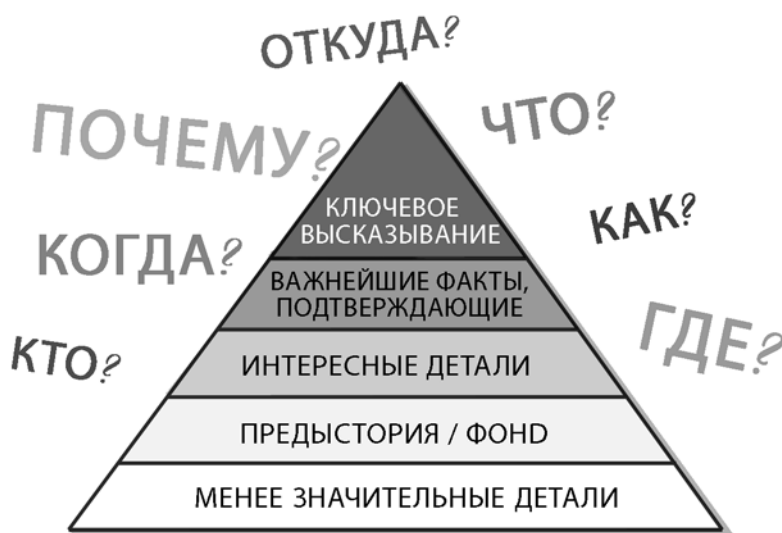 ОТКУДА?
ПОЧЕМУ?
ЧТО?
КЛЮЧЕВОЕ
ВЫСКАЗЫВАНИЕ
КАК?
КОГДА?
ВАЖНЕЙШИЕ ФАКТЫ,
ПОДТВЕРЖДАЮЩИЕ
ГДЕ?
КТО?
ИНТЕРЕСНЫЕ ДЕТАЛИ
ПРЕДЫСТОРИЯ / ФОНD
МЕНЕЕ ЗНАЧИТЕЛЬНЫЕ ДЕТАЛИ